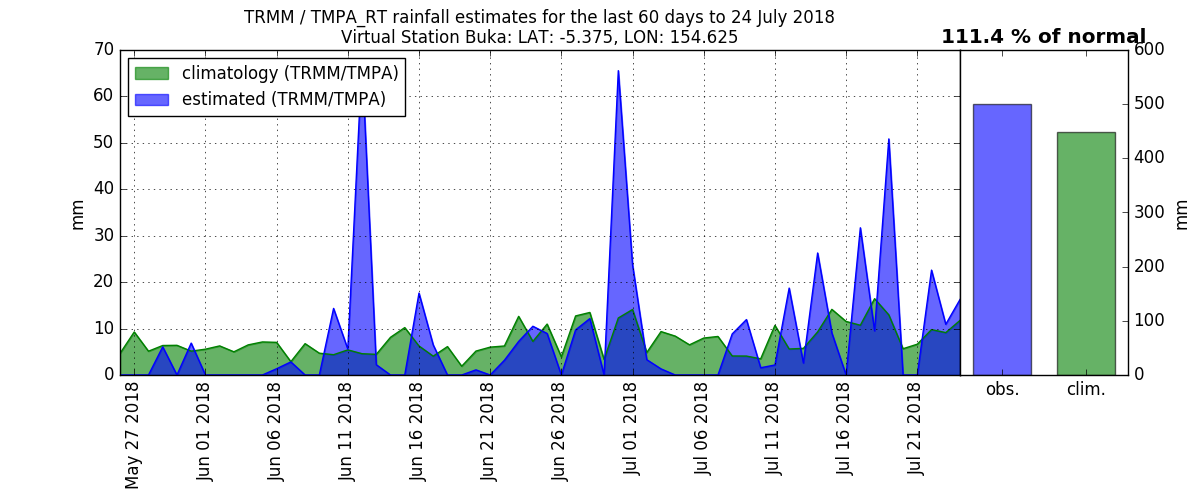 TRMM / TMPA_RT rainfall estimates for the last 60 days to 24 July 2018
Virtual Station Buka: LAT: -5.375, LON: 154.625
111.4 % of normal
climatology (TRMM/TMPA)
estimated (TRMM/TMPA)
70
60
50
40
30
20
10
0
mm
May 27 2018
Jun 01 2018
Jun 06 2018
Jun 11 2018
Jun 16 2018
Jun 21 2018
Jun 26 2018
Jul 01 2018
Jul 06 2018
Jul 11 2018
Jul 16 2018
Jul 21 2018
600
500
400
300
200
100
0
mm
obs.
clim.